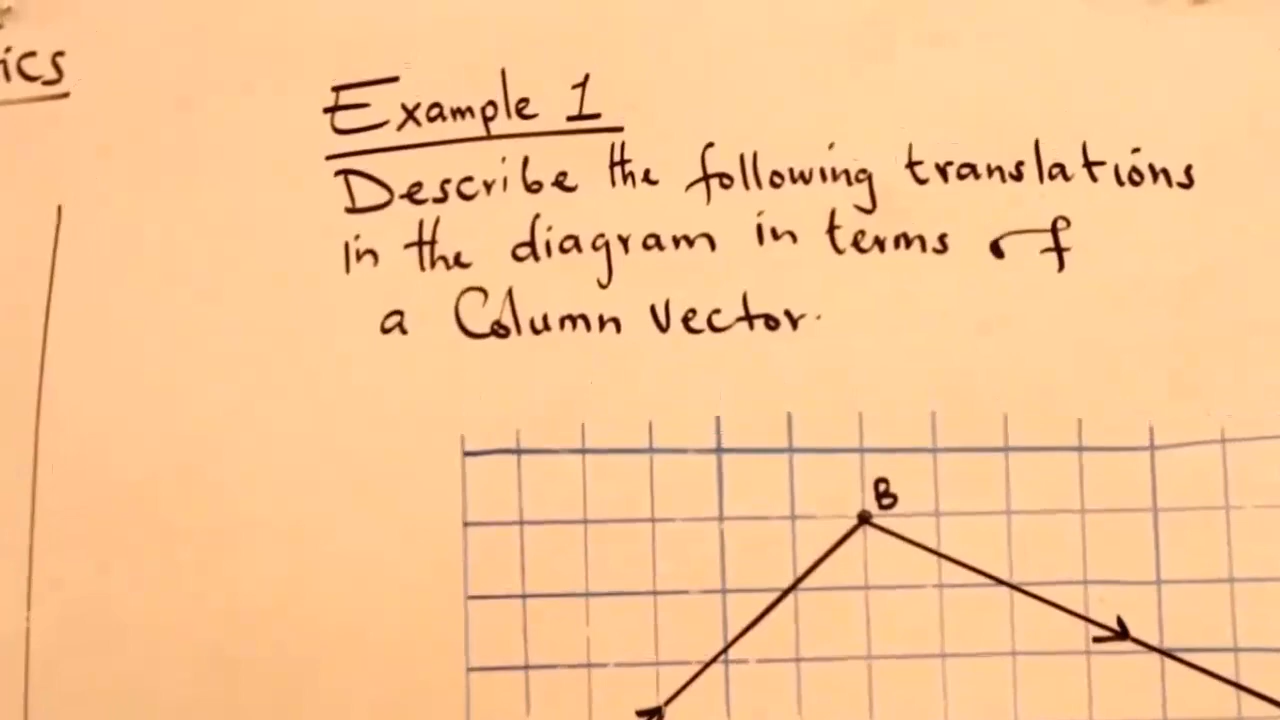 ics
Example 1
Describe the following translations
in the diagram in terms of
a Column vector.
B